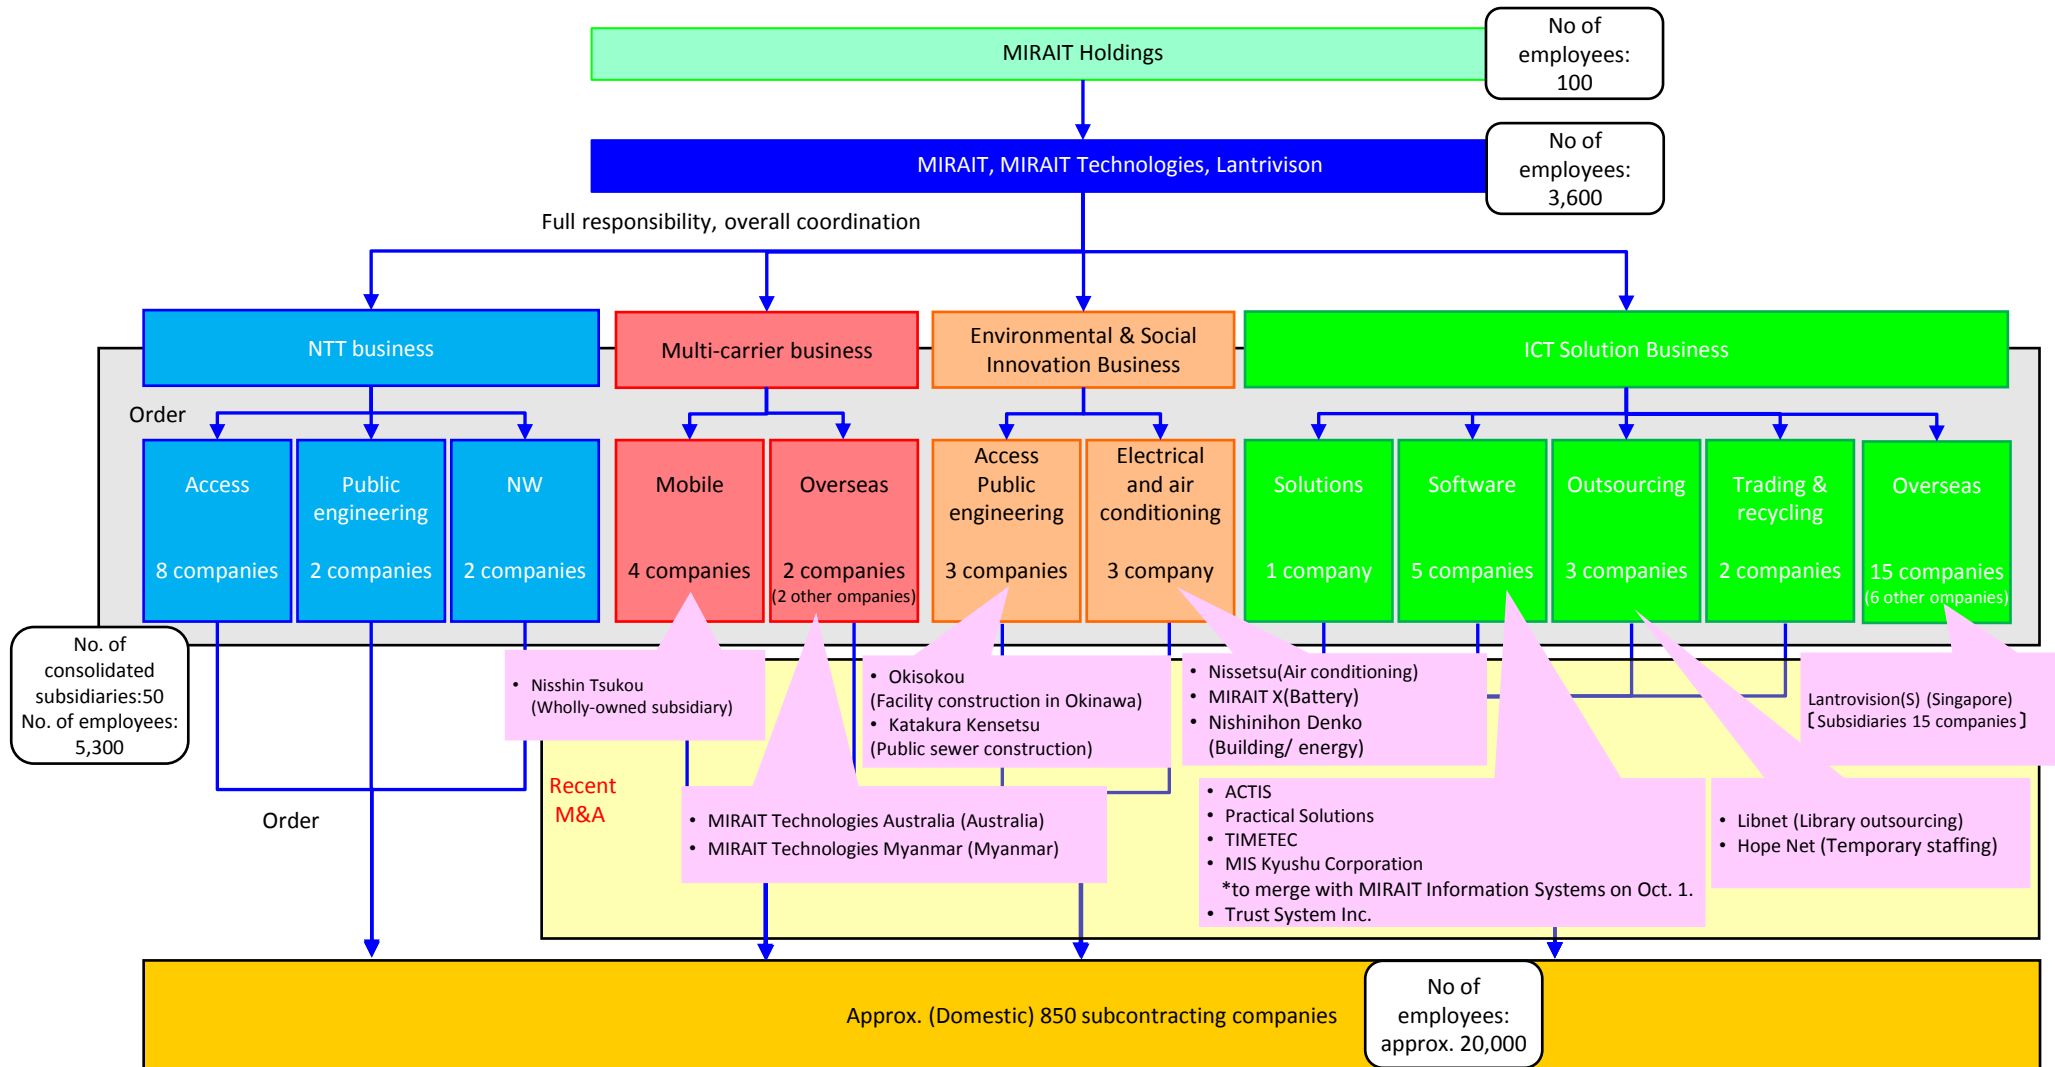 MIRAIT Holdings
No of
employees:
100
MIRAIT, MIRAIT Technologies, Lantrivison
No of
employees:
3,600
Full responsibility, overall coordination
NTT business
Multi-carrier business
Environmental & Social
Innovation Business
ICT Solution Business
Order
Access
8 companies
Public
engineering
2 companies
NW
2 companies
Mobile
4 companies
Overseas
2 companies
(2 other ompanies)
Access
Public
engineering
3 companies
Electrical
and air
conditioning
3 company
Solutions
1 company
Software
5 companies
Outsourcing
3 companies
Trading &
recycling
2 companies
Overseas
15 companies
(6 other ompanies)
No. of
consolidated
subsidiaries:50
No. of employees:
5,300
• Nisshin Tsukou
(Wholly-owned subsidiary)
• Okisokou
(Facility construction in Okinawa)
• Katakura Kensetsu
(Public sewer construction)
• Nissetsu(Air conditioning)
• MIRAIT X(Battery)
• Nishinihon Denko
(Building/ energy)
Lantrovision(S) (Singapore)
〔Subsidiaries 15 companies〕
Recent
M&A
Order
• MIRAIT Technologies Australia (Australia)
• MIRAIT Technologies Myanmar (Myanmar)
• ACTIS
• Practical Solutions
• TIMETEC
• MIS Kyushu Corporation
*to merge with MIRAIT Information Systems on Oct. 1.
• Trust System Inc.
• Libnet (Library outsourcing)
• Hope Net (Temporary staffing)
Approx. (Domestic) 850 subcontracting companies
No of
employees:
approx. 20,000